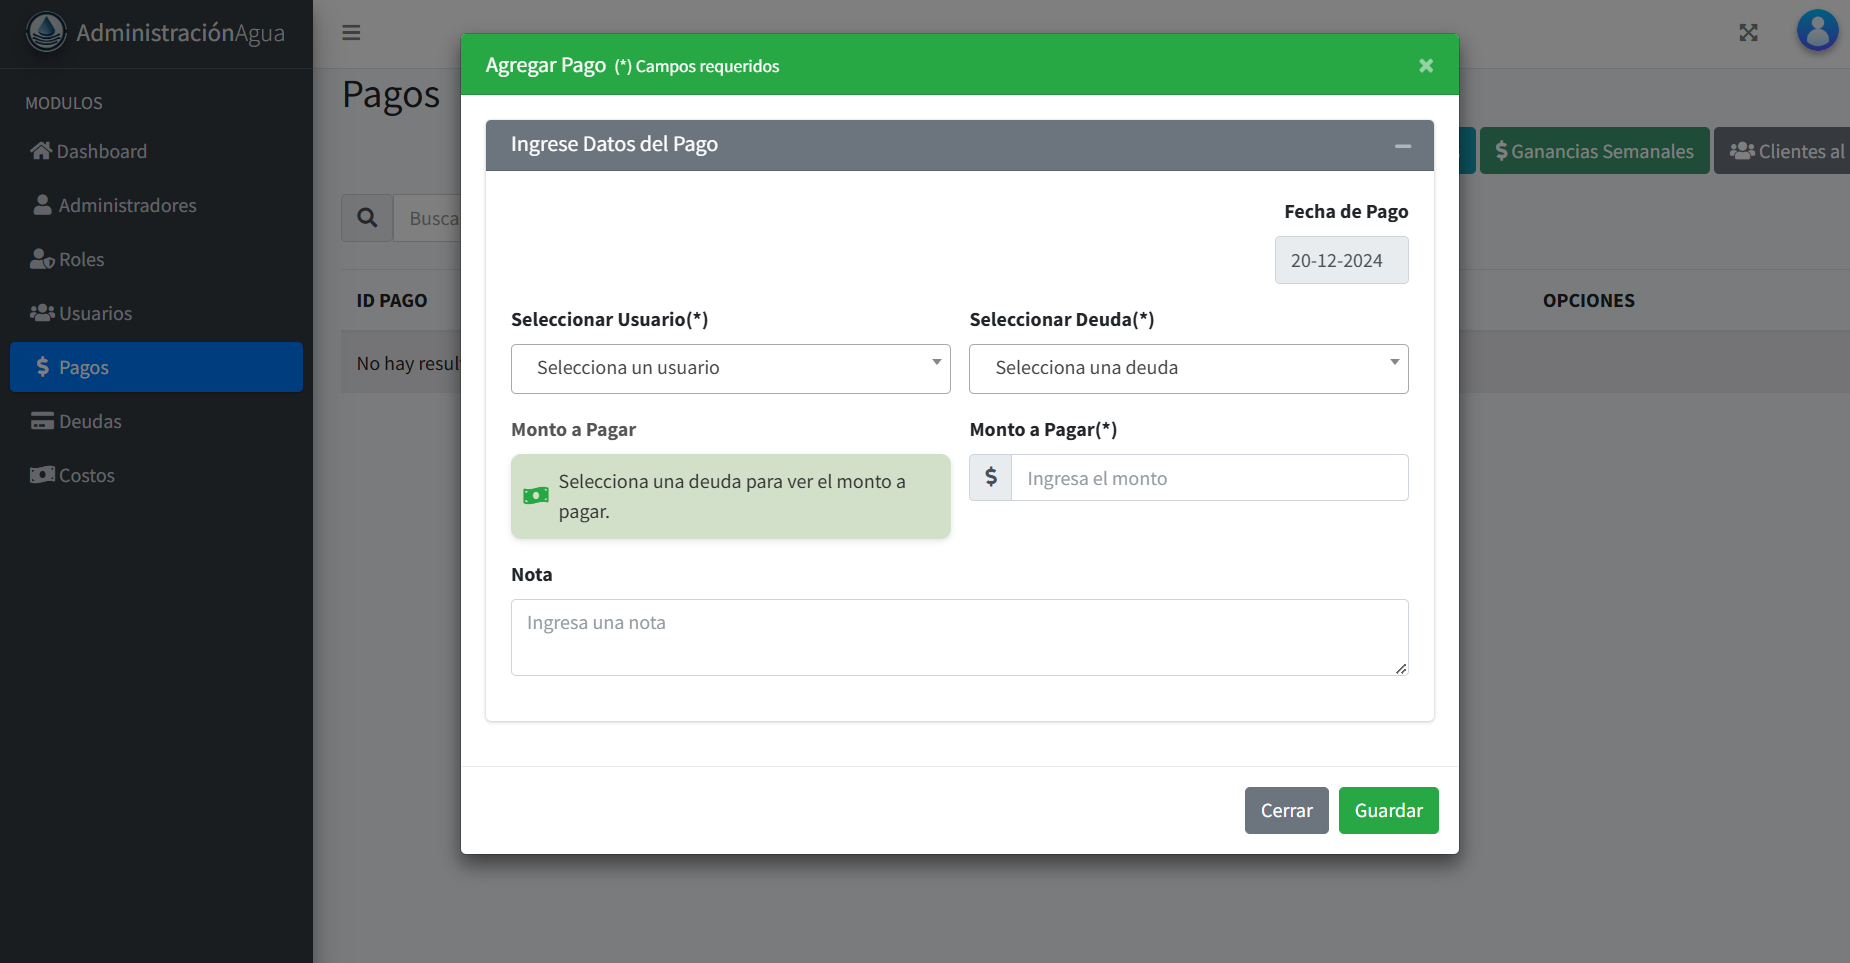 AdministraciónAgua
MODULOS
Dashboard
Administradores
Roles
Usuarios
Pagos
Deudas
Costos
Pagos
Ganancias Semanales
Clientes al
Busca
ID PAGO
OPCIONES
No hay resul
Agregar Pago (*) Campos requeridos
×
Ingrese Datos del Pago
Fecha de Pago
20-12-2024
Seleccionar Usuario(*)
Seleccionar Deuda(*)
Selecciona un usuario
Selecciona una deuda
Monto a Pagar
Monto a Pagar(*)
Selecciona una deuda para ver el monto a
pagar.
$ Ingresa el monto
Nota
Ingresa una nota
Cerrar
Guardar